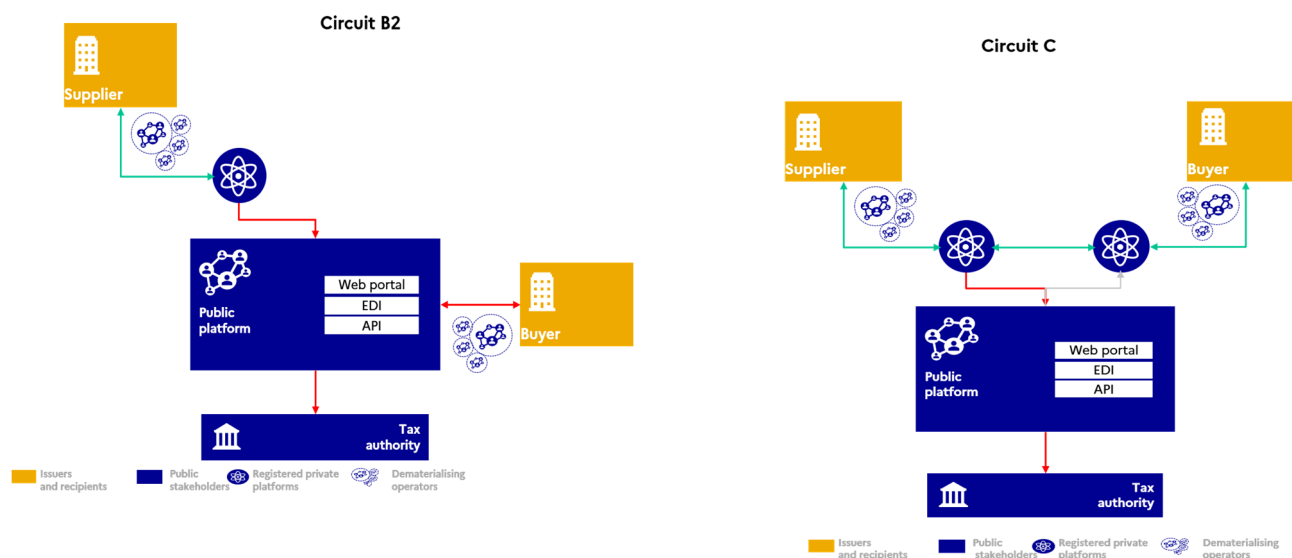 Circuit B2
Supplier
Public
platform
Web portal
EDI
API
Buyer
Tax
authority
Issuers
and recipients
Public
stakeholders
Registered private
platforms
Dematerialising
operators
Circuit C
Supplier
Buyer
Public
platform
Web portal
EDI
API
Tax
authority
Issuers
and recipients
Public
stakeholders
Registered private
platforms
Dematerialising
operators